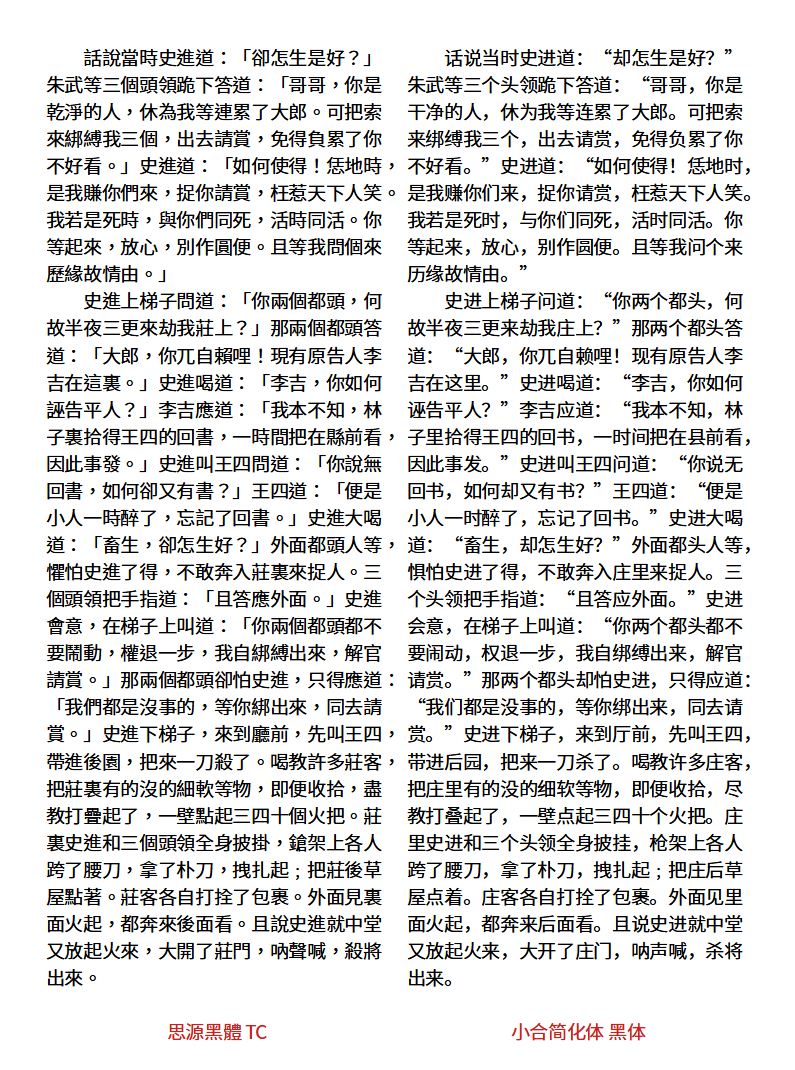 話說當時史進道：「卻怎生是好？」
朱武等三個頭領跪下答道：「哥哥，你是
乾淨的人，休為我等連累了大郎。可把索
來綁縛我三個，出去請賞，免得負累了你
不好看。」史進道：「如何使得！恁地時，
是我賺你們來，捉你請賞，枉惹天下人笑。
我若是死時，與你們同死，活時同活。你
等起來，放心，別作圓便。且等我問個來
歷緣故情由。」
史進上梯子問道：「你兩個都頭，何
故半夜三更來劫我莊上？」那兩個都頭答
道：「大郎，你兀自賴哩！現有原告人李
吉在這裏。」史進喝道：「李吉，你如何
誣告平人？」李吉應道：「我本不知，林
子裏拾得王四的回書，一時間把在縣前看，
因此事發。」史進叫王四問道：「你說無
回書，如何卻又有書？」王四道：「便是
小人一時醉了，忘記了回書。」史進大喝
道：「畜生，卻怎生好？」外面都頭人等，
懼怕史進了得，不敢奔入莊裏來捉人。三
個頭領把手指道：「且答應外面。」史進
會意，在梯子上叫道：「你兩個都頭都不
要鬧動，權退一步，我自綁縛出來，解官
請賞。」那兩個都頭卻怕史進，只得應道：
「我們都是沒事的，等你綁出來，同去請
賞。」史進下梯子，來到廳前，先叫王四，
帶進後園，把來一刀殺了。喝教許多莊客，
把莊裏有的沒的細軟等物，即便收拾，盡
教打疊起了，一壁點起三四十個火把。莊
裏史進和三個頭領全身披掛，鎗架上各人
跨了腰刀，拿了朴刀，拽扎起；把莊後草
屋點著。莊客各自打拴了包裹。外面見裏
面火起，都奔來後面看。且說史進就中堂
又放起火來，大開了莊門，吶聲喊，殺將
出來。
思源黑體 TC
话说当时史进道：“却怎生是好？”
朱武等三个头领跪下答道：“哥哥，你是
干净的人，休为我等连累了大郎。可把索
来绑缚我三个，出去请赏，免得负累了你
不好看。”史进道：“如何使得！恁地时，
是我赚你们来，捉你请赏，枉惹天下人笑。
我若是死时，与你们同死，活时同活。你
等起来，放心，别作圆便。且等我问个来
历缘故情由。”
史进上梯子问道：“你两个都头，何
故半夜三更来劫我庄上？”那两个都头答
道：“大郎，你兀自赖哩！现有原告人李
吉在这里。”史进喝道：“李吉，你如何
诬告平人？”李吉应道：“我本不知，林
子里拾得王四的回书，一时间把在县前看，
因此事发。”史进叫王四问道：“你说无
回书，如何却又有书？”王四道：“便是
小人一时醉了，忘记了回书。”史进大喝
道：“畜生，却怎生好？”外面都头人等，
惧怕史进了得，不敢奔入庄里来捉人。三
个头领把手指道：“且答应外面。”史进
会意，在梯子上叫道：“你两个都头都不
要闹动，权退一步，我自绑缚出来，解官
请赏。”那两个都头却怕史进，只得应道：
“我们都是没事的，等你绑出来，同去请
赏。”史进下梯子，来到厅前，先叫王四，
带进后园，把来一刀杀了。喝教许多庄客，
把庄里有的没的细软等物，即便收拾，尽
教打叠起了，一壁点起三四十个火把。庄
里史进和三个头领全身披挂，枪架上各人
跨了腰刀，拿了朴刀，拽扎起；把庄后草
屋点着。庄客各自打拴了包裹。外面见里
面火起，都奔来后面看。且说史进就中堂
又放起火来，大开了庄门，呐声喊，杀将
出来。
小合简化体 黑体